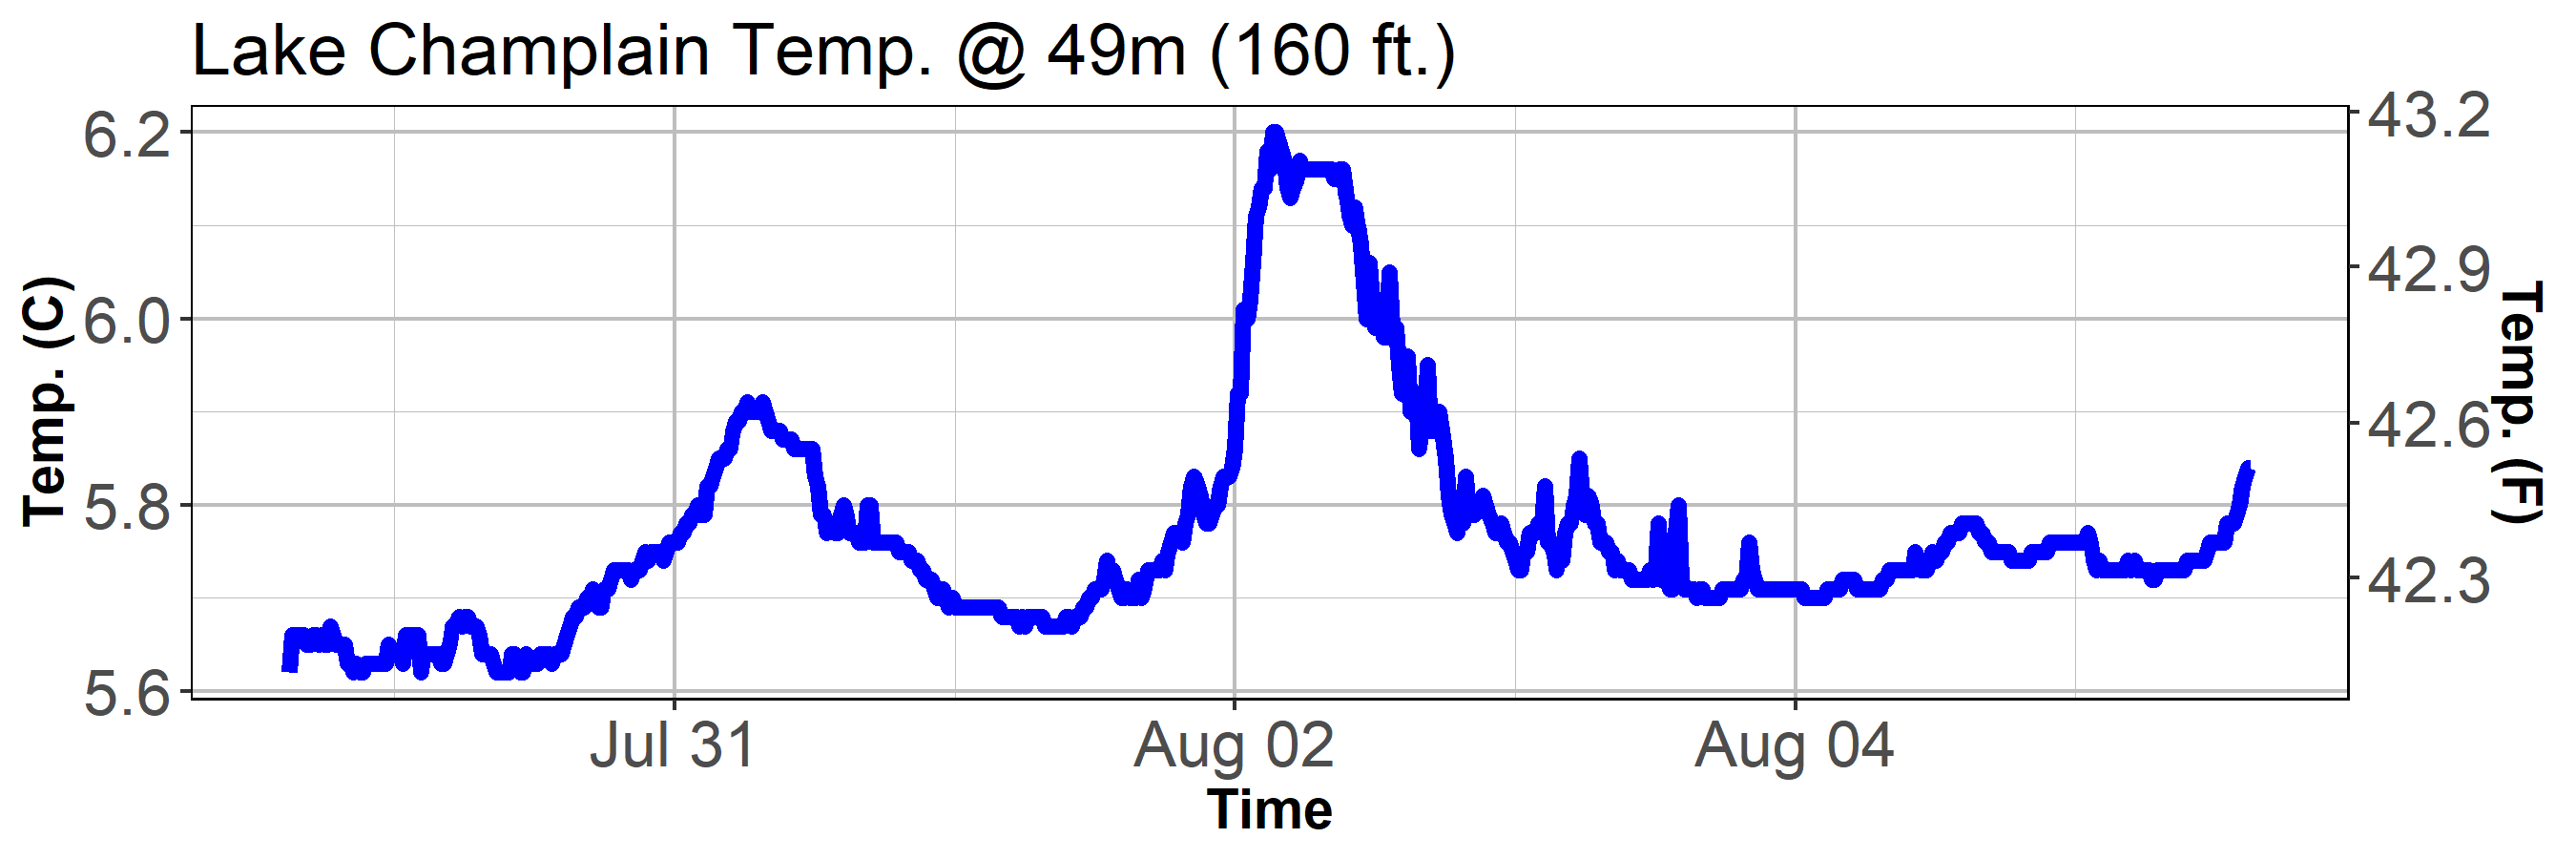 Lake Champlain Temp. @ 49m (160 ft.)
6.2
6.0
5.8
5.6
Temp. (C)
43.2
42.9
42.6
42.3
Temp. (F)
Jul 31
Aug 02
Aug 04
Time